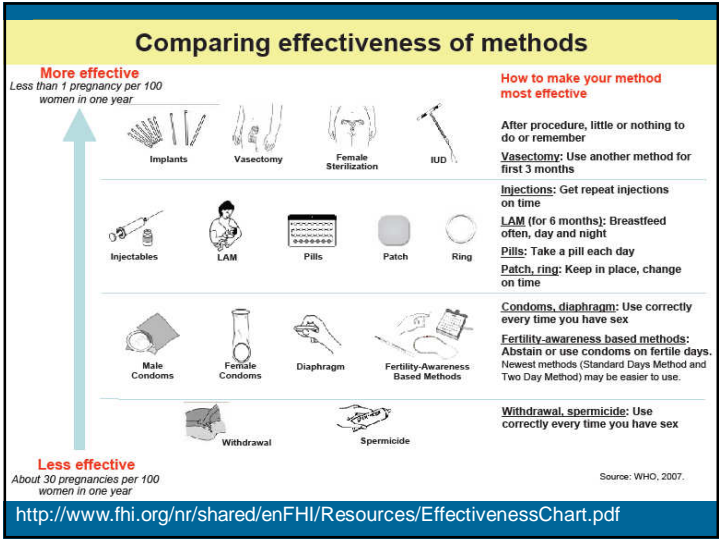 Comparing effectiveness of methods
More effective
Less than 1 pregnancy per 100
women in one year
Implants
Vasectomy
Female
Sterilization
IUD
How to make your method
most effective
After procedure, little or nothing to
do or remember
Vasectomy: Use another method for
first 3 months
Injectables
LAM
Pills
Patch
Ring
Injections: Get repeat injections
on time
LAM (for 6 months): Breastfeed
often, day and night
Pills: Take a pill each day
Patch, ring: Keep in place, change
on time
Male
Condoms
Female
Condoms
Diaphragm
Fertility-Awareness
Based Methods
Condoms, diaphragm: Use correctly
every time you have sex
Fertility-awareness based methods:
Abstain or use condoms on fertile days.
Newest methods (Standard Days Method and
Two Day Method) may be easier to use.
Withdrawal
Spermicide
Withdrawal, spermicide: Use
correctly every time you have sex
Less effective
About 30 pregnancies per 100
women in one year
Source: WHO, 2007.
http://www.fhi.org/nr/shared/enFHI/Resources/EffectivenessChart.pdf